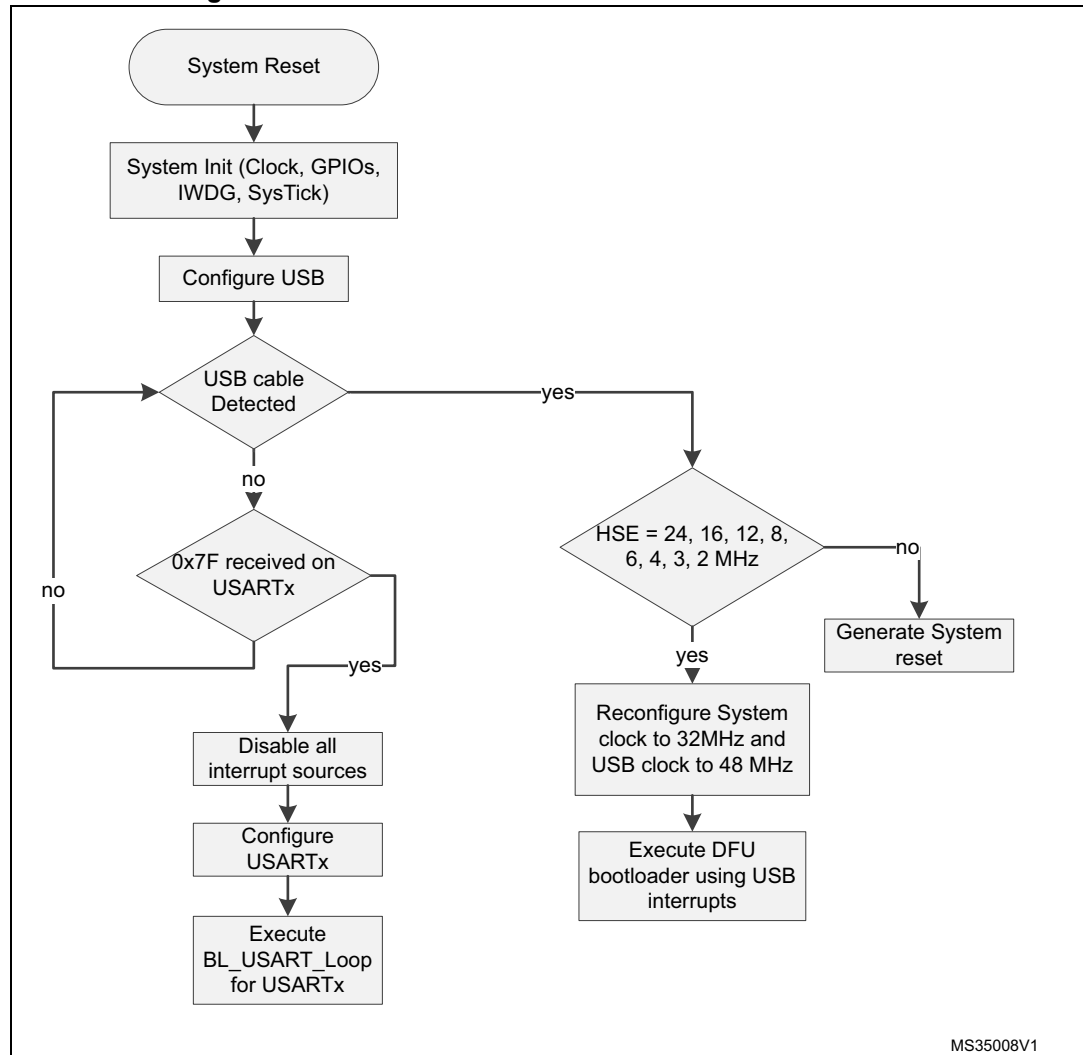 System Reset
System Init (Clock, GPIOs,
IWDG, SysTick)
Configure USB
USB cable
Detected
yes
no
0x7F received on
USARTx
no
yes
Disable all
interrupt sources
Configure
USARTx
Execute
BL_USART_Loop
for USARTx
HSE = 24, 16, 12, 8,
6, 4, 3, 2 MHz
no
Generate System
reset
yes
Reconfigure System
clock to 32MHz and
USB clock to 48 MHz
Execute DFU
bootloader using USB
interrupts
MS35008V1